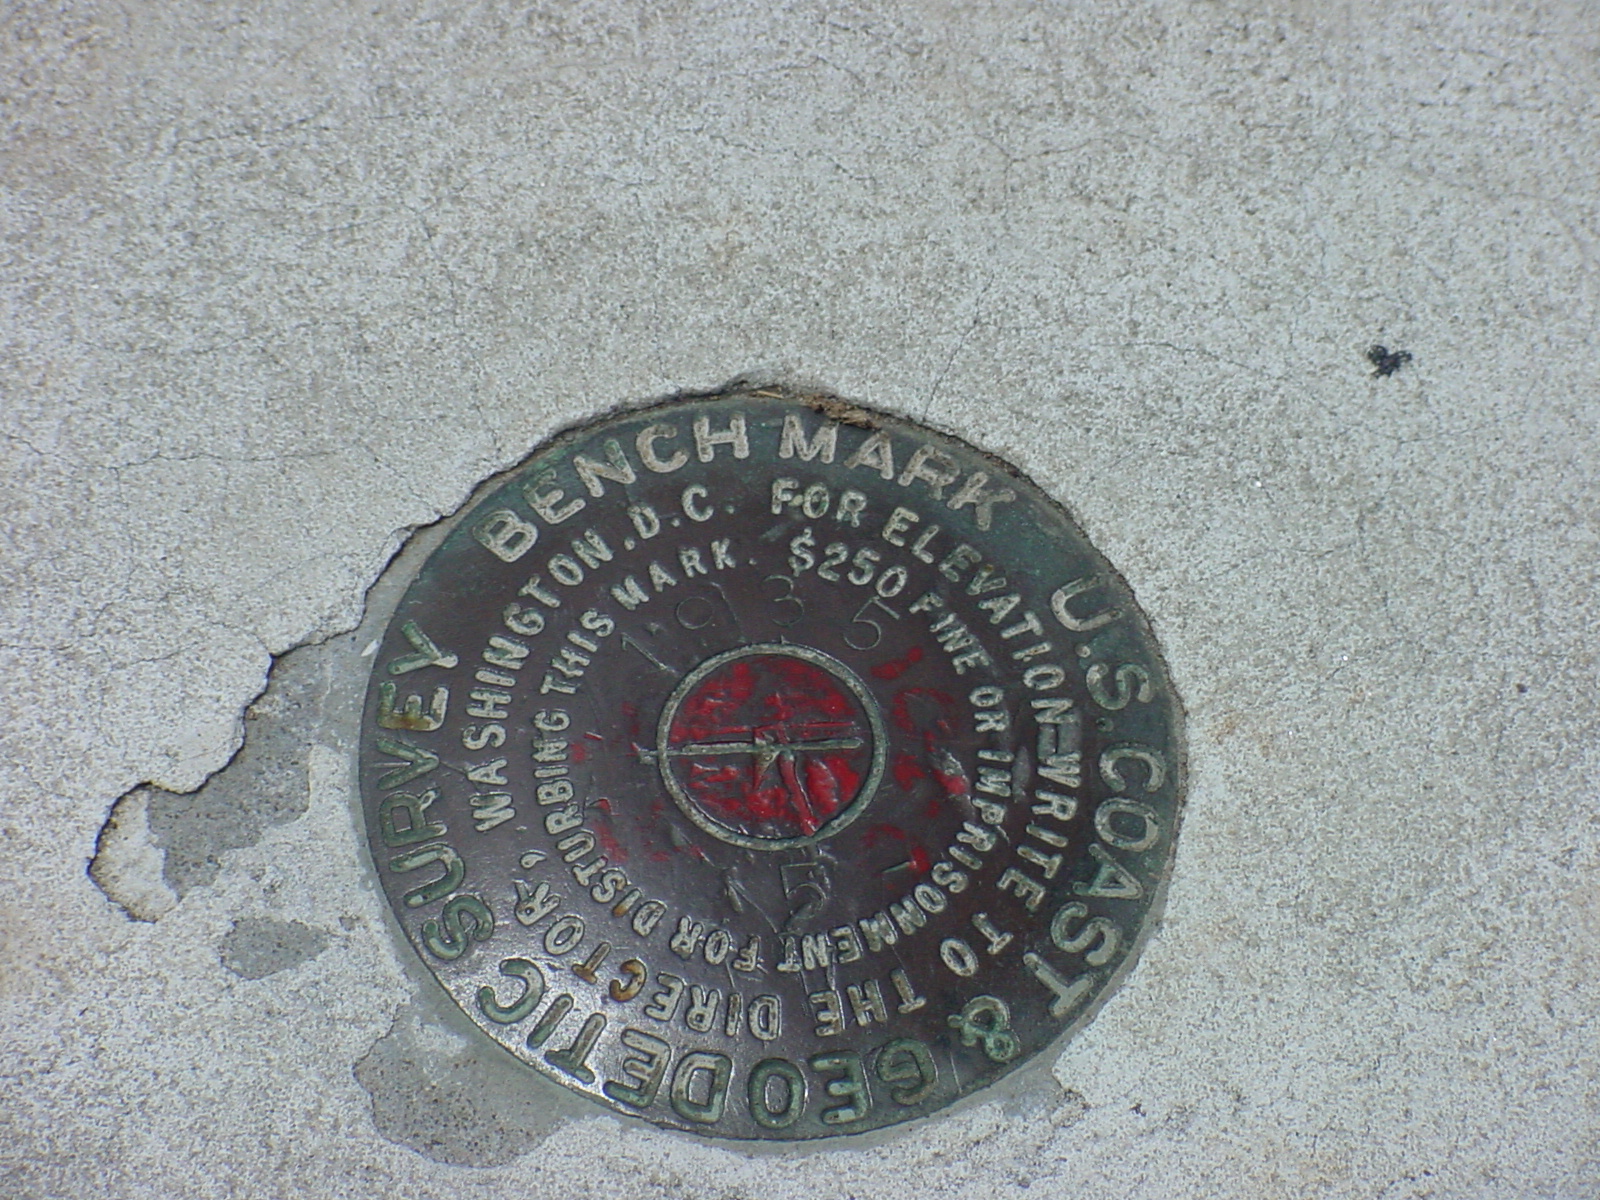 U.S. COAST & GEODETIC SURVEY
BENCH MARK
FOR ELEVATION—WRITE TO THE DIRECTOR, WASHINGTON, D.C.
$250 FINE OR IMPRISONMENT FOR DISTURBING THIS MARK.
1935